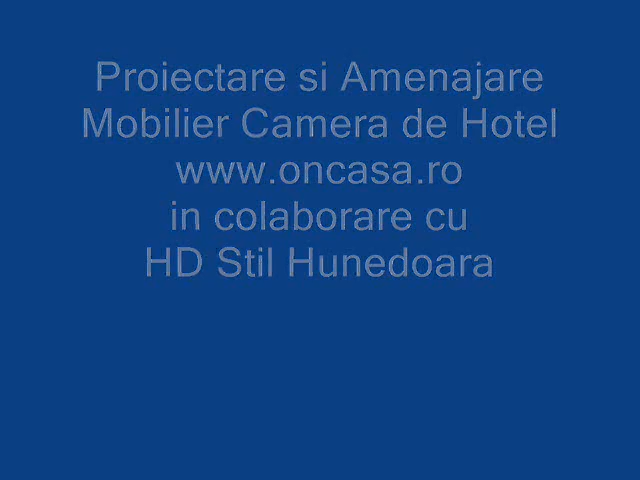 Proiectare si Amenajare
Mobilier Camera de Hotel
www.oncasa.ro
in colaborare cu
HD Stil Hunedoara